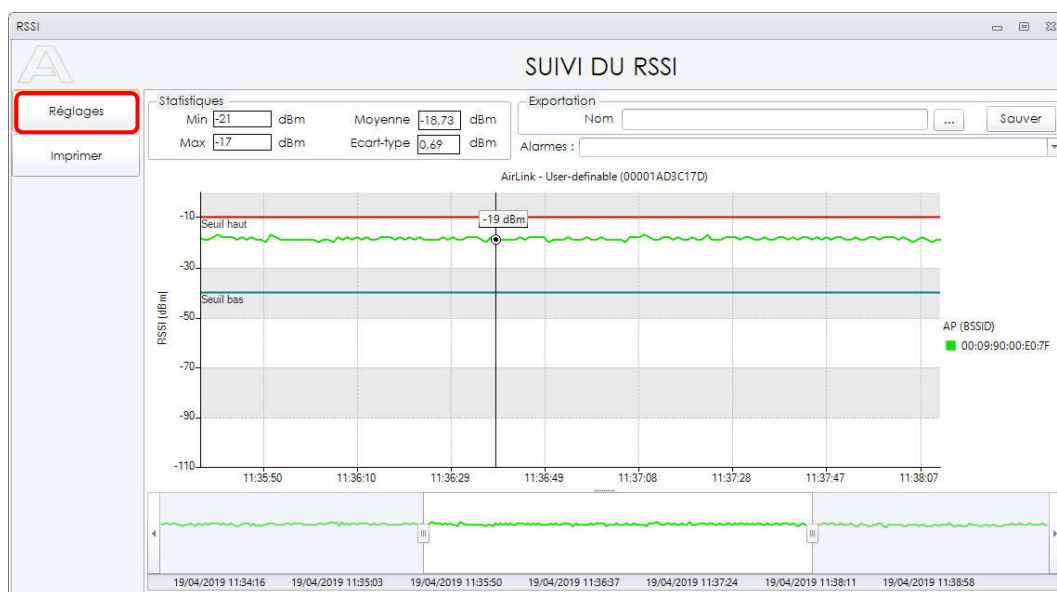 RSSI
SUIVI DU RSSI
Réglages
Imprimer
Statistiques
Min -21 dBm Moyenne -18,73 dBm
Max -17 dBm Ecart-type 0,69 dBm
Exportation
Nom ... Sauver
Alarmes :
AirLink - User-definable (00001AD3C17D)
-19 dBm
Seuil haut
Seuil bas
RSSI (dBm)
-10
-30
-50
-70
-90
-110
AP (BSSID)
00:09:90:00:E0:7F
11:35:50 11:36:10 11:36:29 11:36:49 11:37:08 11:37:28 11:37:47 11:38:07
19/04/2019 11:34:16 19/04/2019 11:35:03 19/04/2019 11:35:50 19/04/2019 11:36:37 19/04/2019 11:37:24 19/04/2019 11:38:11 19/04/2019 11:38:58